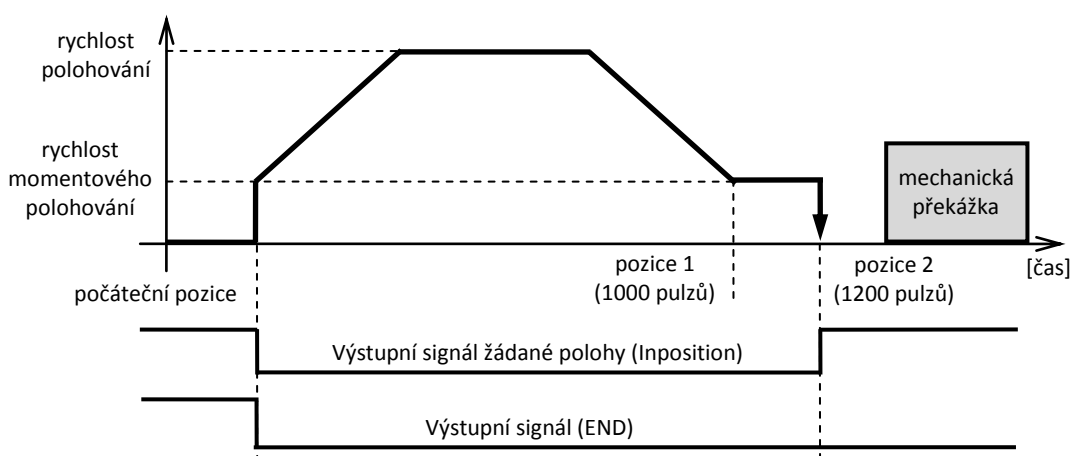 rychlost
polohování
rychlost
momentového
polohování
mechanická
překážka
počáteční pozice
pozice 1
(1000 pulzů)
pozice 2
(1200 pulzů)
[čas]
Výstupní signál žádané polohy (Inposition)
Výstupní signál (END)